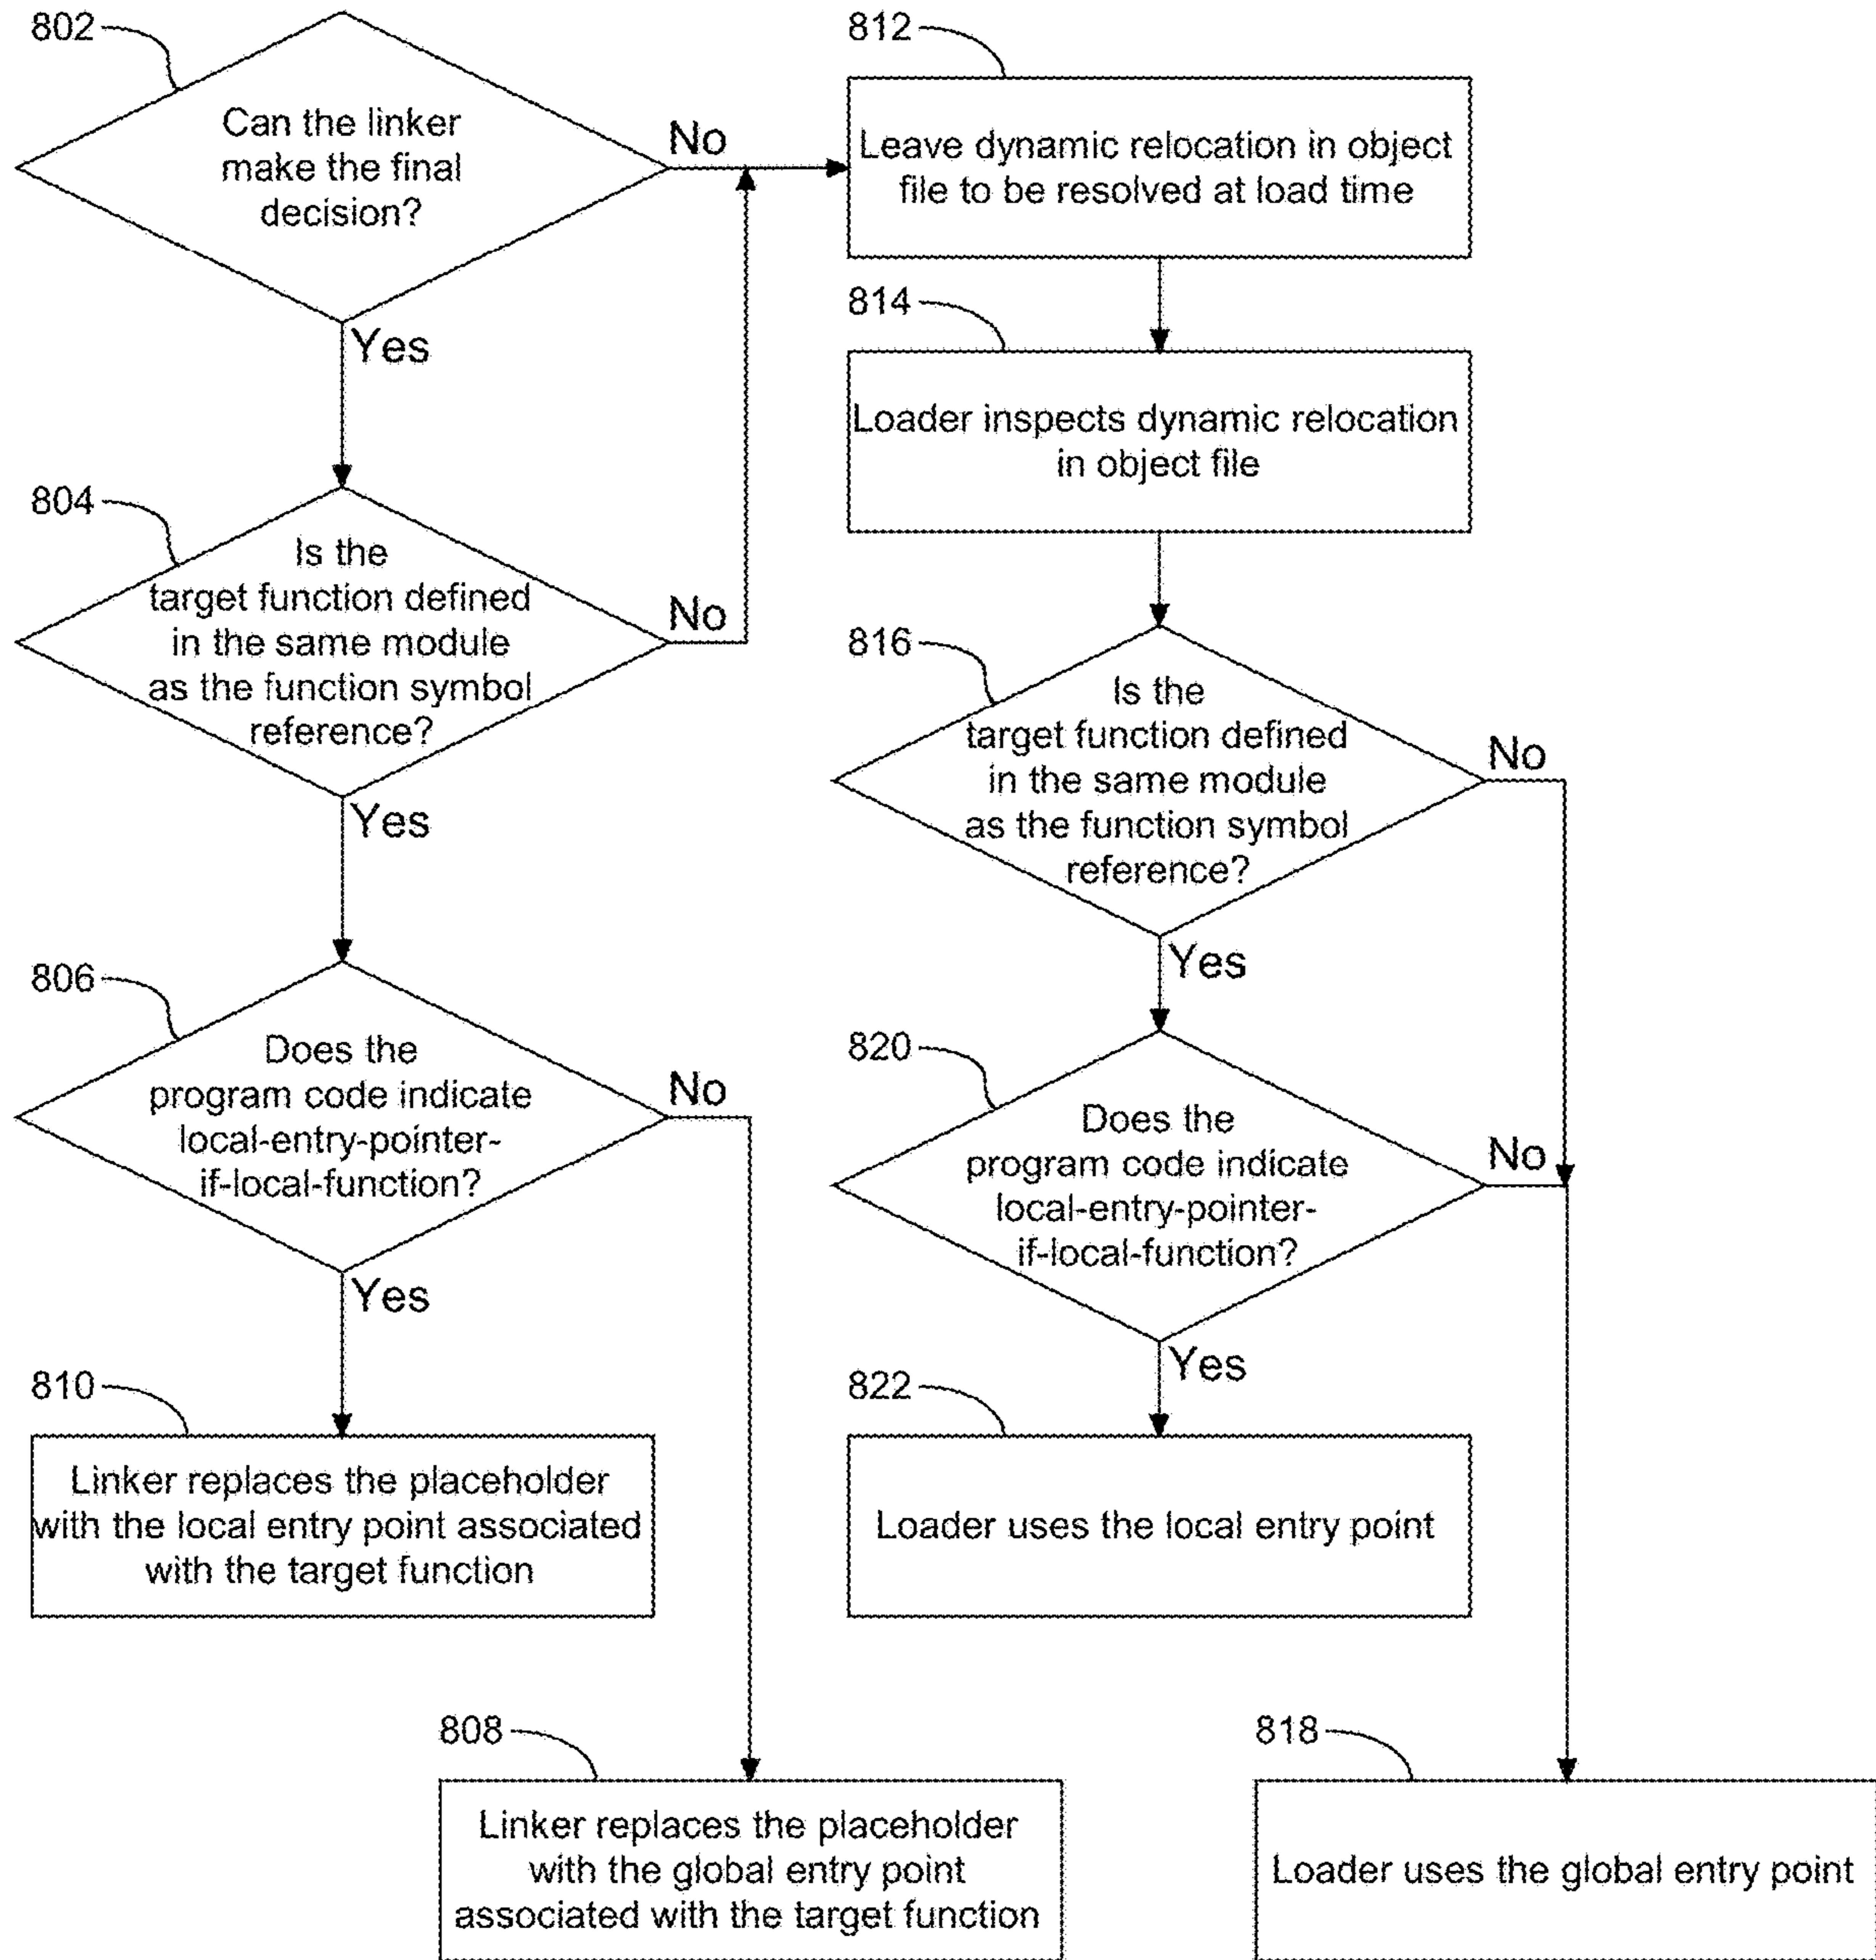 802
Can the linker
make the final
decision?
No
Yes
804
Is the
target function defined
in the same module
as the function symbol
reference?
No
Yes
806
Does the
program code indicate
local-entry-pointer-
if-local-function?
No
Yes
810
Linker replaces the placeholder
with the local entry point associated
with the target function
808
Linker replaces the placeholder
with the global entry point
associated with the target function
812
Leave dynamic relocation in object
file to be resolved at load time
814
Loader inspects dynamic relocation
in object file
816
Is the
target function defined
in the same module
as the function symbol
reference?
No
Yes
820
Does the
program code indicate
local-entry-pointer-
if-local-function?
No
Yes
822
Loader uses the local entry point
818
Loader uses the global entry point